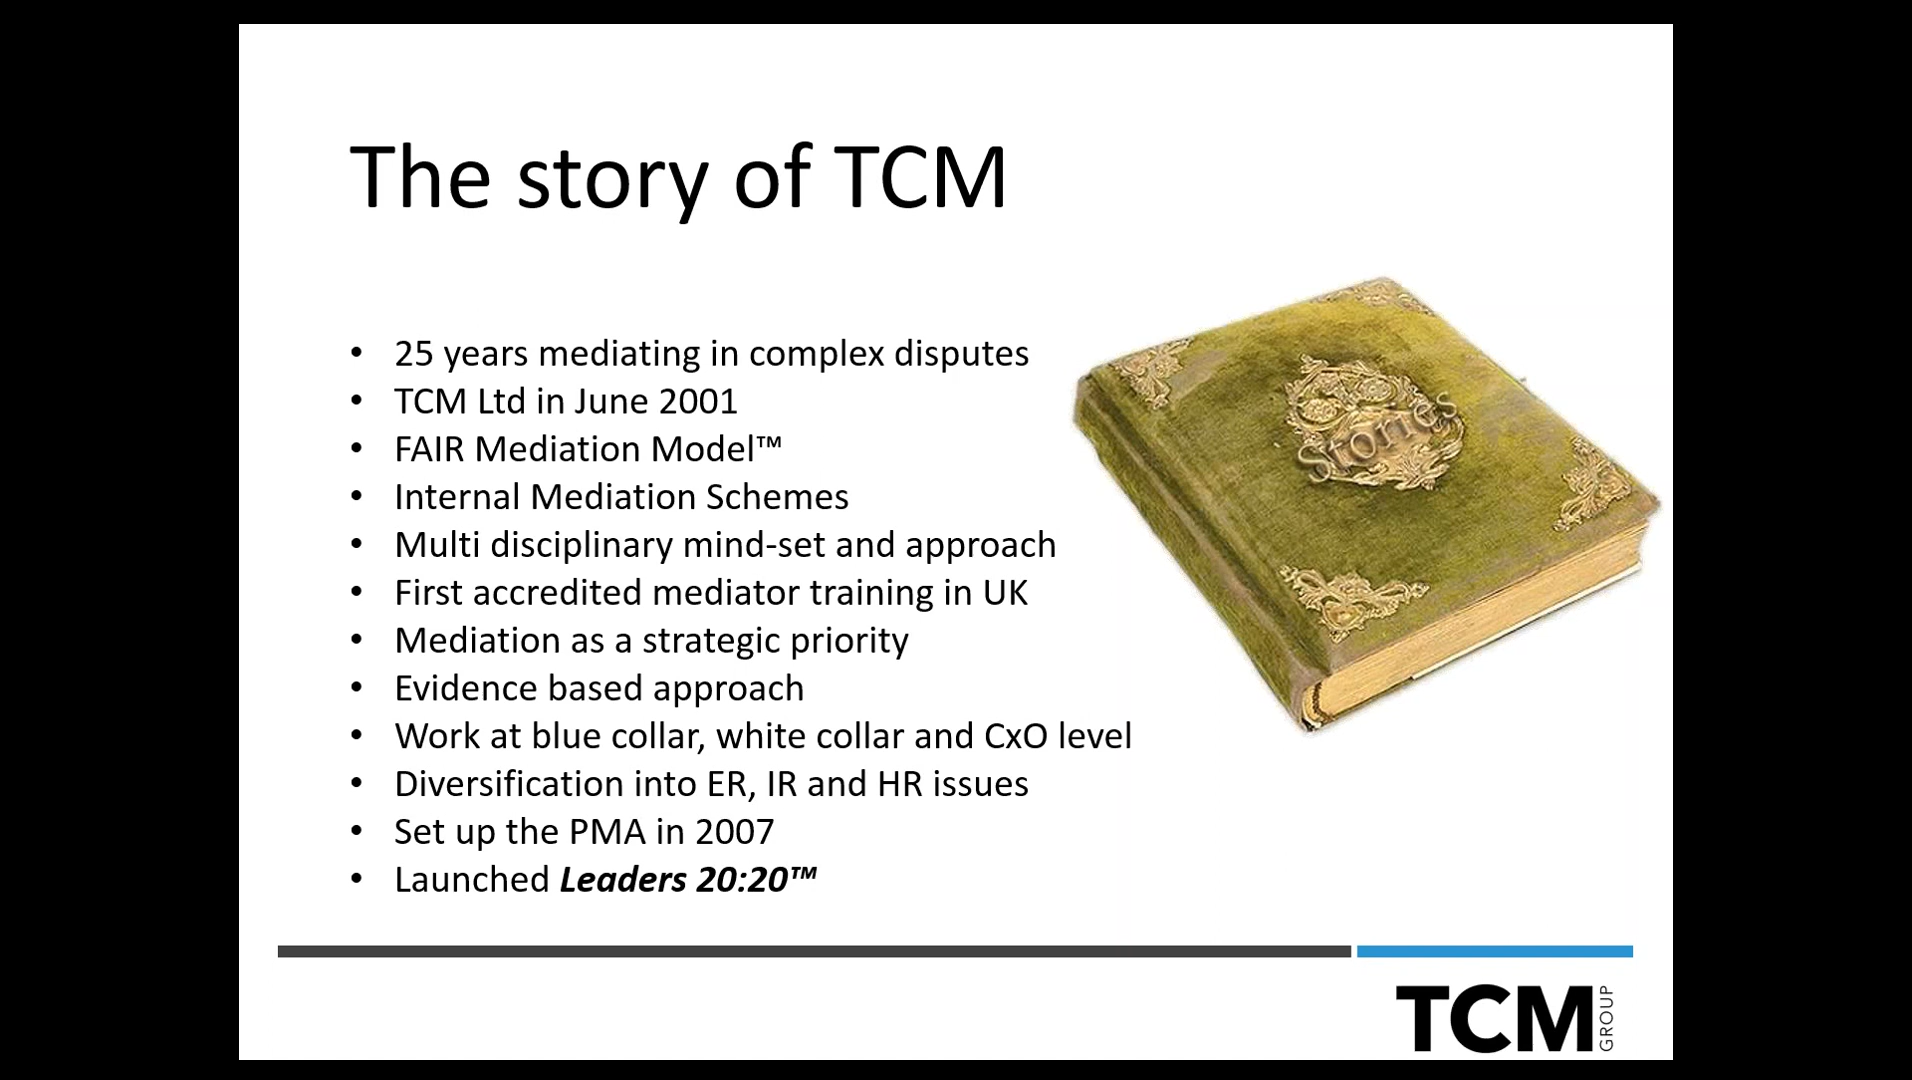 The story of TCM
• 25 years mediating in complex disputes
• TCM Ltd in June 2001
• FAIR Mediation Model™
• Internal Mediation Schemes
• Multi disciplinary mind-set and approach
• First accredited mediator training in UK
• Mediation as a strategic priority
• Evidence based approach
• Work at blue collar, white collar and CxO level
• Diversification into ER, IR and HR issues
• Set up the PMA in 2007
• Launched Leaders 20:20™
Stories
TCM GROUP